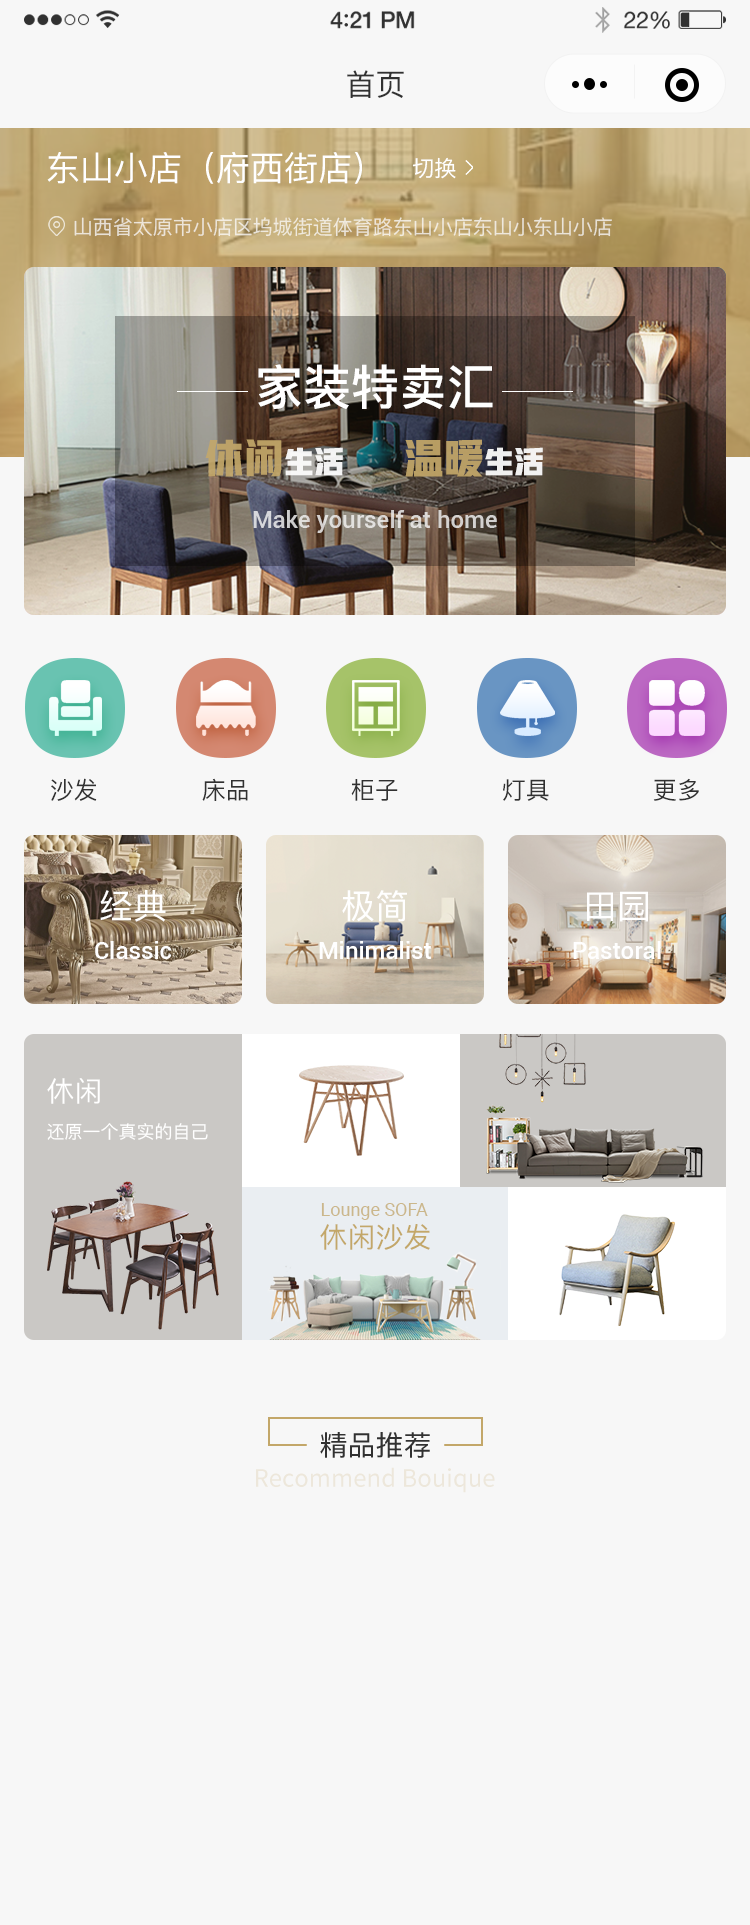 4:21 PM
22%
首页
东山小店（府西街店）
切换
山西省太原市小店区坞城街道体育路东山小店东山小东山小店
家装特卖汇
休闲生活 温暖生活
Make yourself at home
沙发
床品
柜子
灯具
更多
经典
Classic
极简
Minimalist
田园
Pastoral
休闲
还原一个真实的自己
Lounge SOFA
休闲沙发
精品推荐
Recommend Bouique